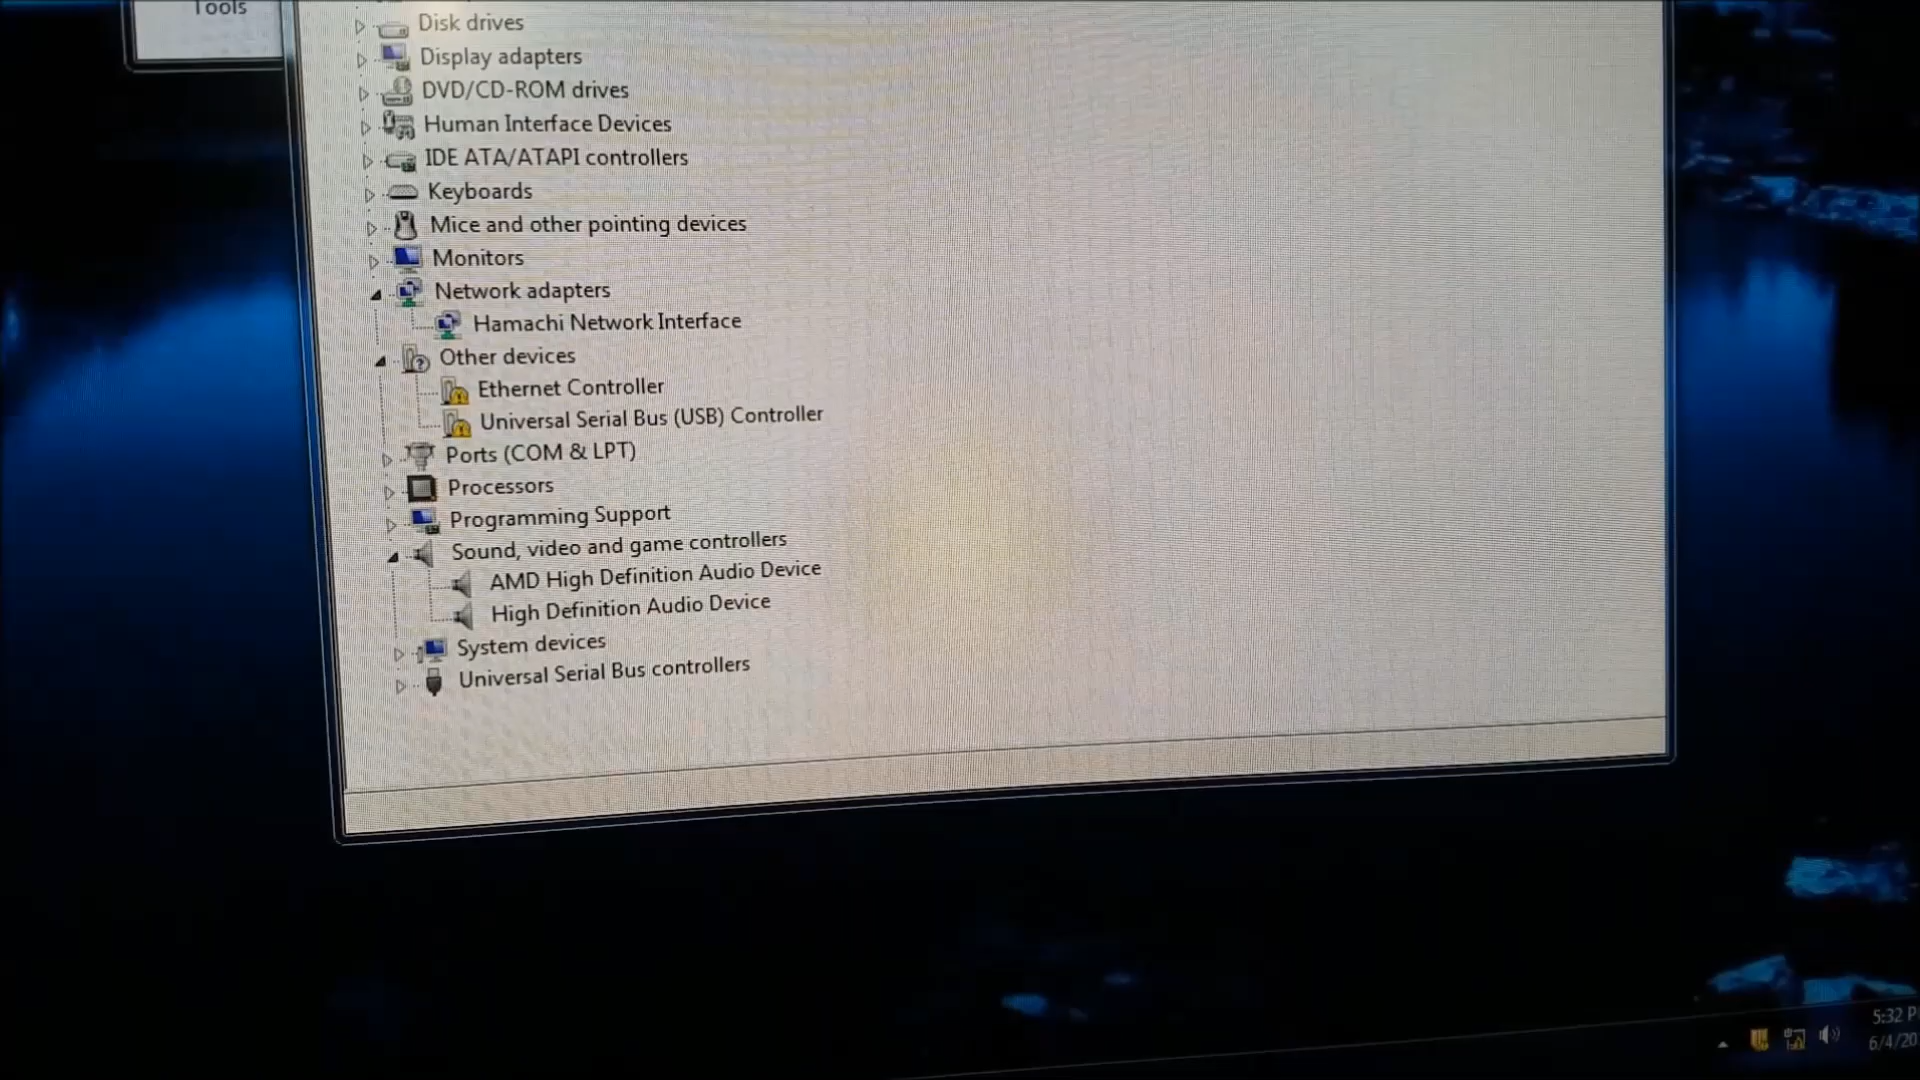 Tools
Disk drives
Display adapters
DVD/CD-ROM drives
Human Interface Devices
IDE ATA/ATAPI controllers
Keyboards
Mice and other pointing devices
Monitors
Network adapters
Hamachi Network Interface
Other devices
Ethernet Controller
Universal Serial Bus (USB) Controller
Ports (COM & LPT)
Processors
Programming Support
Sound, video and game controllers
AMD High Definition Audio Device
High Definition Audio Device
System devices
Universal Serial Bus controllers
5:32 P
6/4/20